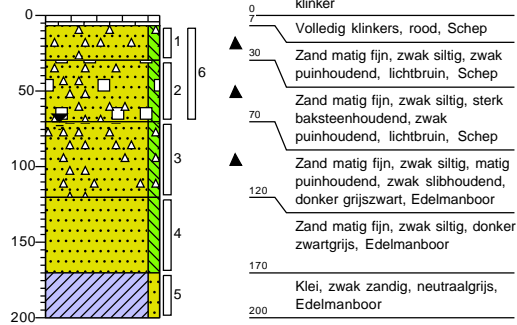 klinker
0
7
Volledig klinkers, rood, Schep
30
Zand matig fijn, zwak siltig, zwak
puinhoudend, lichtbruin, Schep
Zand matig fijn, zwak siltig, sterk
baksteenhoudend, zwak
puinhoudend, lichtbruin, Schep
70
Zand matig fijn, zwak siltig, matig
puinhoudend, zwak slibhoudend,
donker grijszwart, Edelmanboor
120
Zand matig fijn, zwak siltig, donker
zwartgrijs, Edelmanboor
170
Klei, zwak zandig, neutraalgrijs,
Edelmanboor
200
0
50
100
150
200
1
2
3
4
5
6